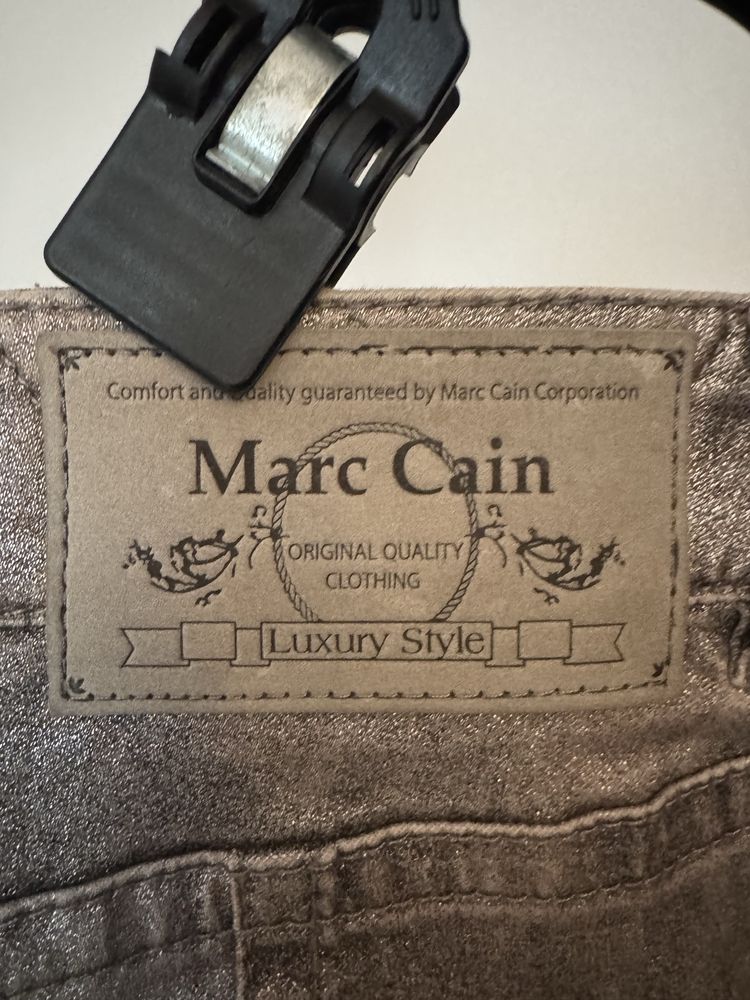 Comfort and Quality guaranteed by Marc Cain Corporation
Marc Cain
ORIGINAL QUALITY
CLOTHING
Luxury Style